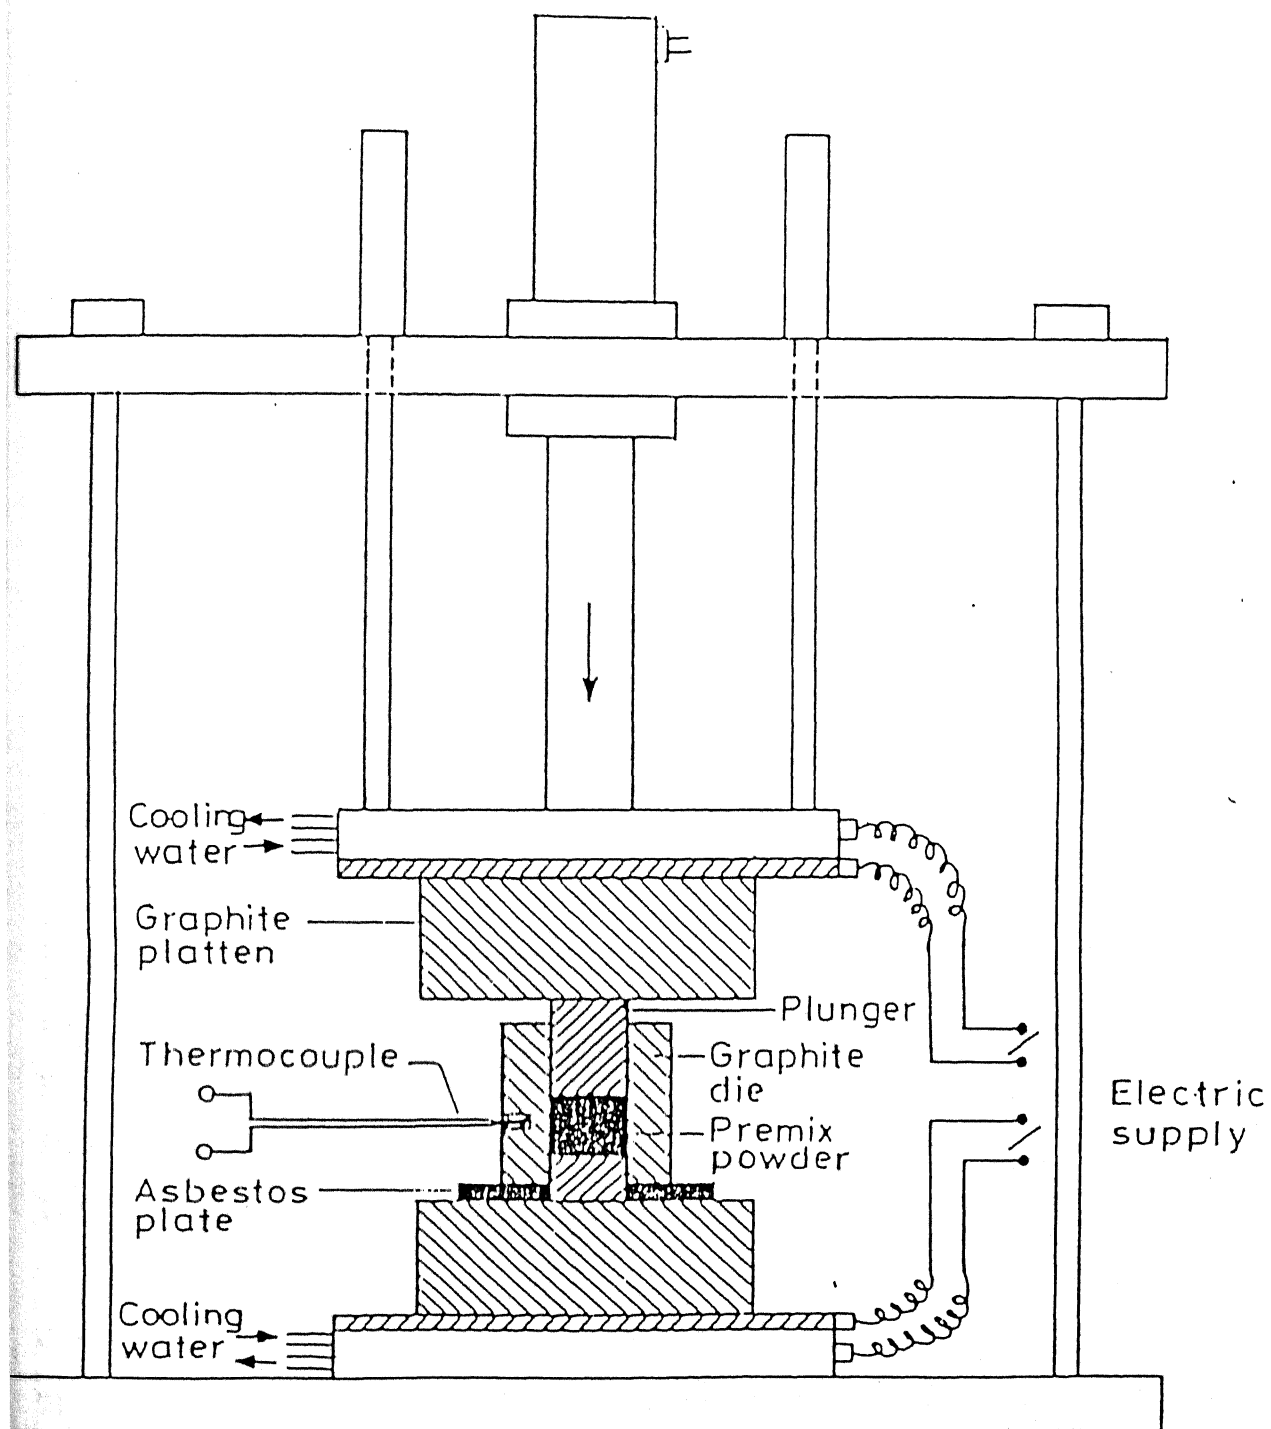 Cooling
water
Graphite
platten
Plunger
Thermocouple
Graphite
die
Electric
supply
Premix
powder
Asbestos
plate
Cooling
water